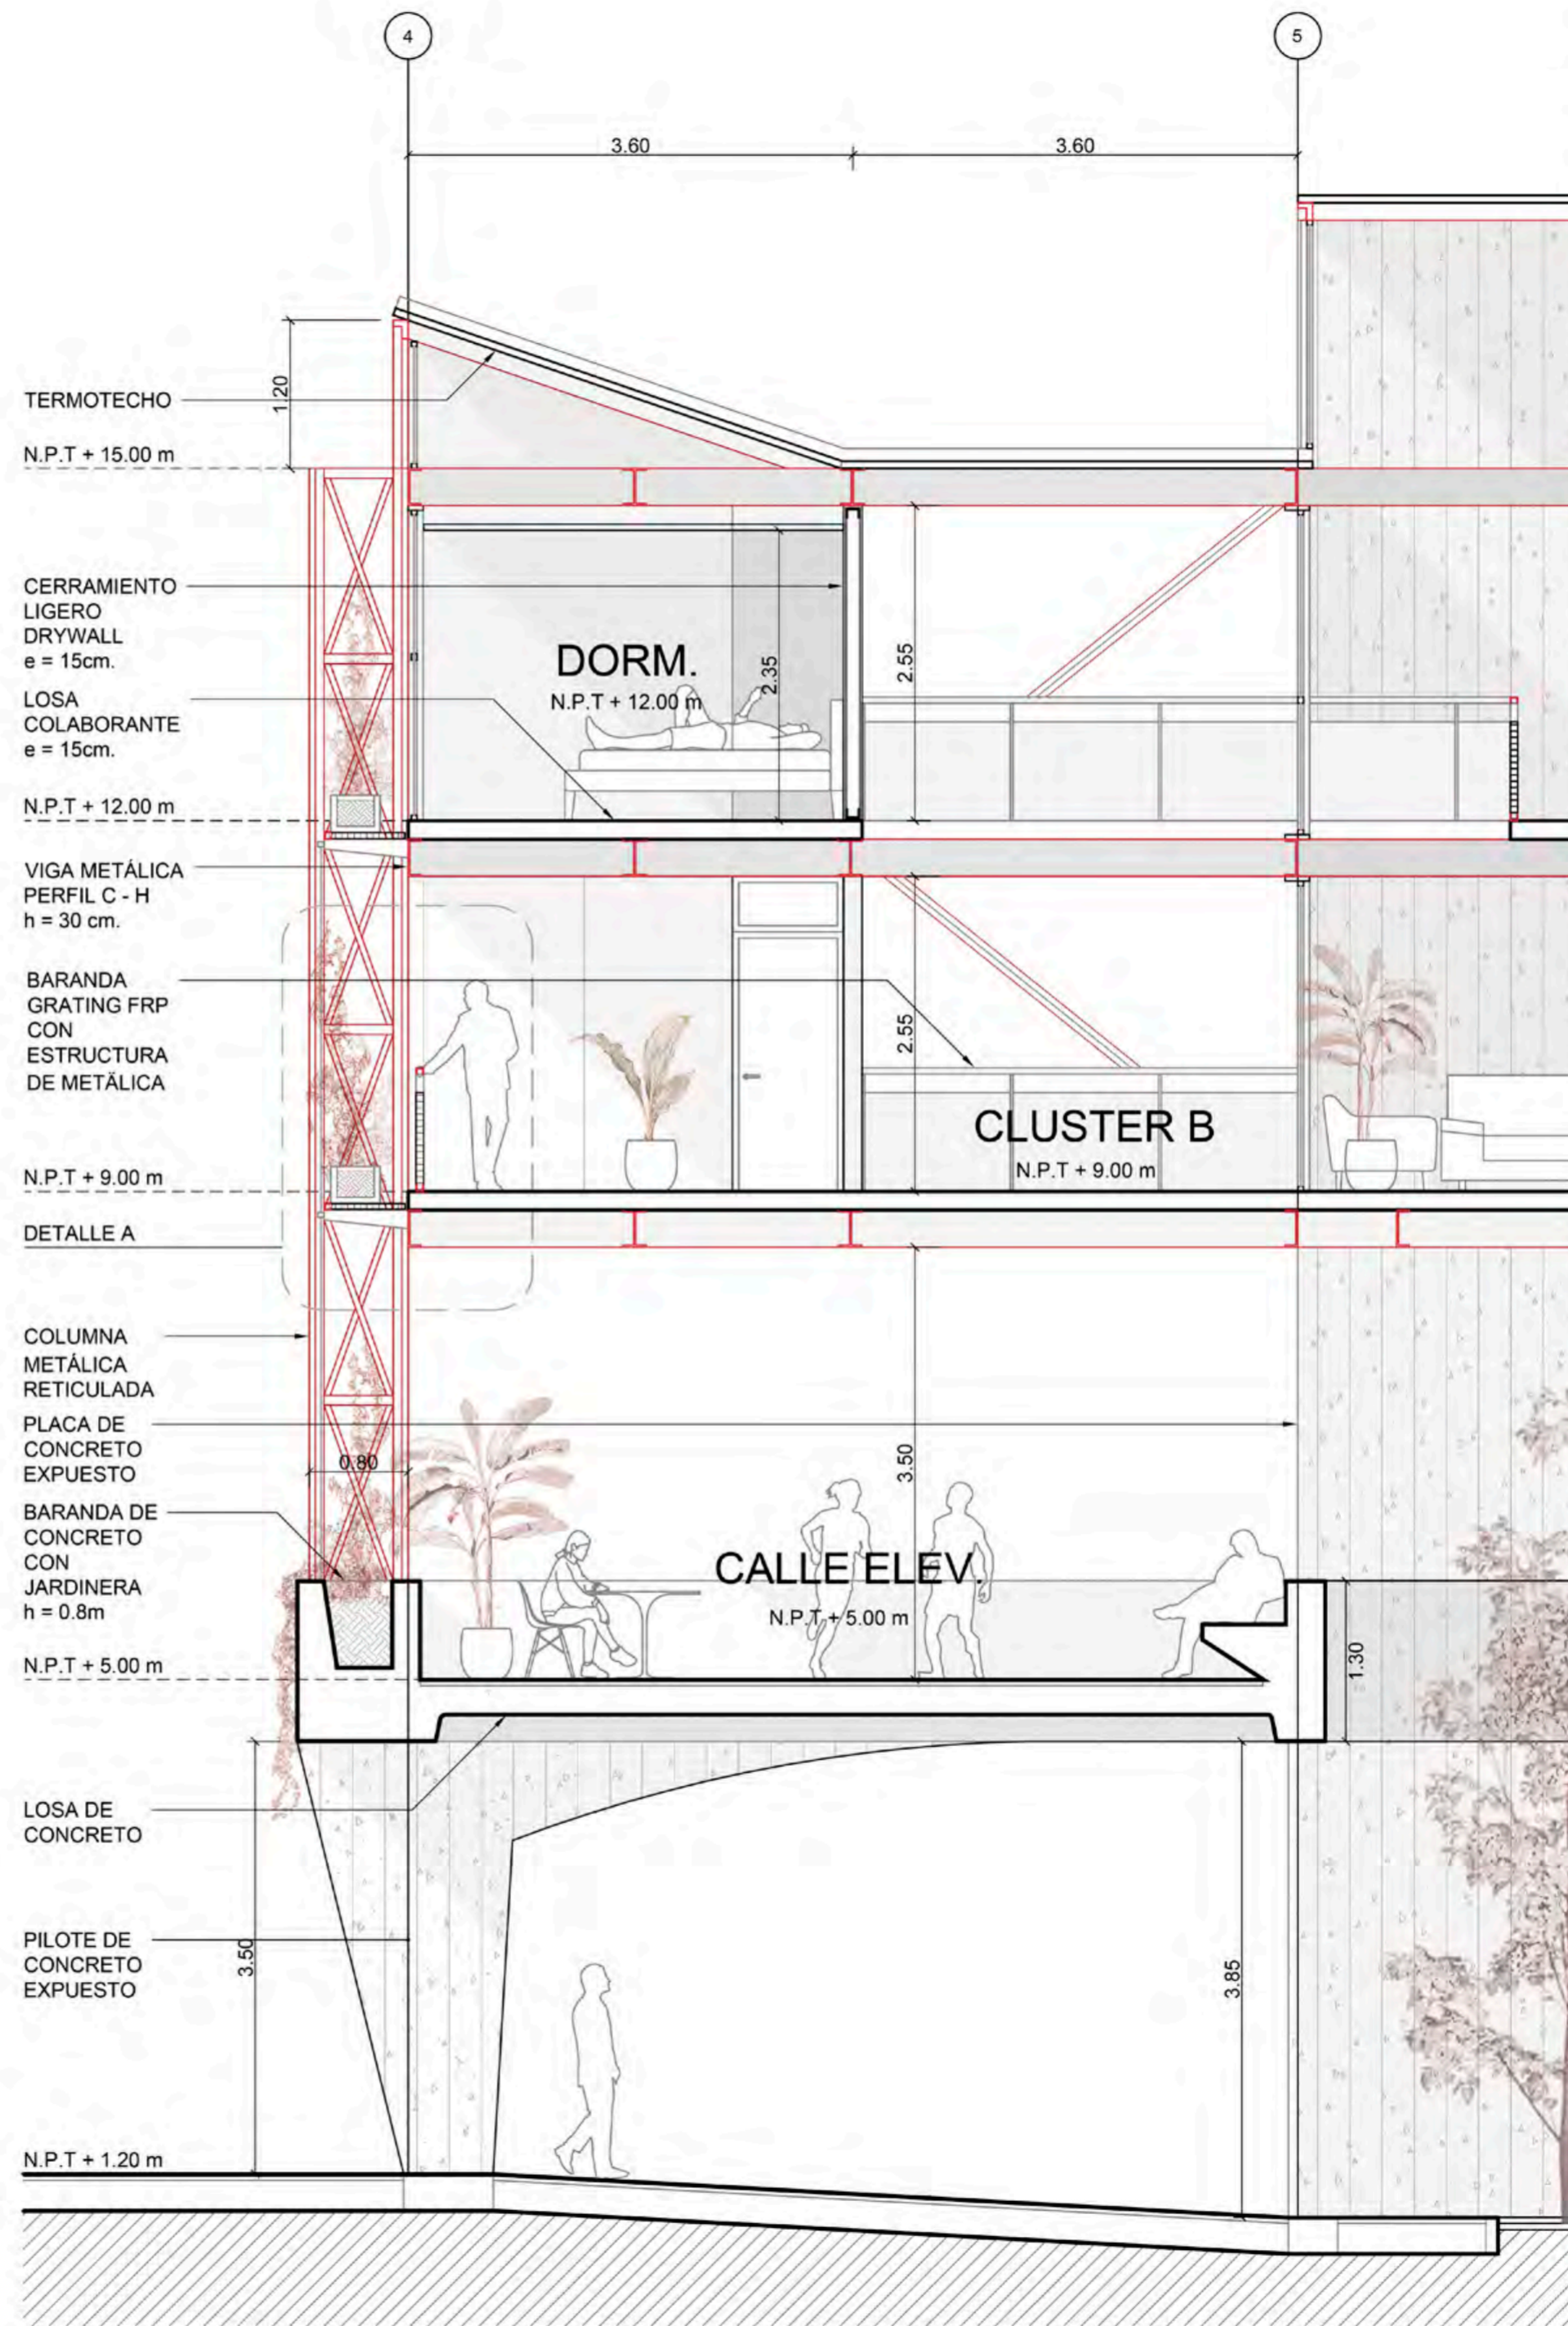 4
5
3.60
3.60
1.20
TERMOTECHO
N.P.T + 15.00 m
CERRAMIENTO
LIGERO
DRYWALL
e = 15cm.
LOSA
COLABORANTE
e = 15cm.
N.P.T + 12.00 m
DORM.
N.P.T + 12.00 m
2.35
2.55
VIGA METÁLICA
PERFIL C - H
h = 30 cm.
BARANDA
GRATING FRP
CON
ESTRUCTURA
DE METÄLICA
2.55
CLUSTER B
N.P.T + 9.00 m
N.P.T + 9.00 m
DETALLE A
COLUMNA
METÁLICA
RETICULADA
PLACA DE
CONCRETO
EXPUESTO
0.80
3.50
BARANDA DE
CONCRETO
CON
JARDINERA
h = 0.8m
CALLE ELEV.
N.P.T + 5.00 m
N.P.T + 5.00 m
1.30
LOSA DE
CONCRETO
PILOTE DE
CONCRETO
EXPUESTO
3.50
3.85
N.P.T + 1.20 m